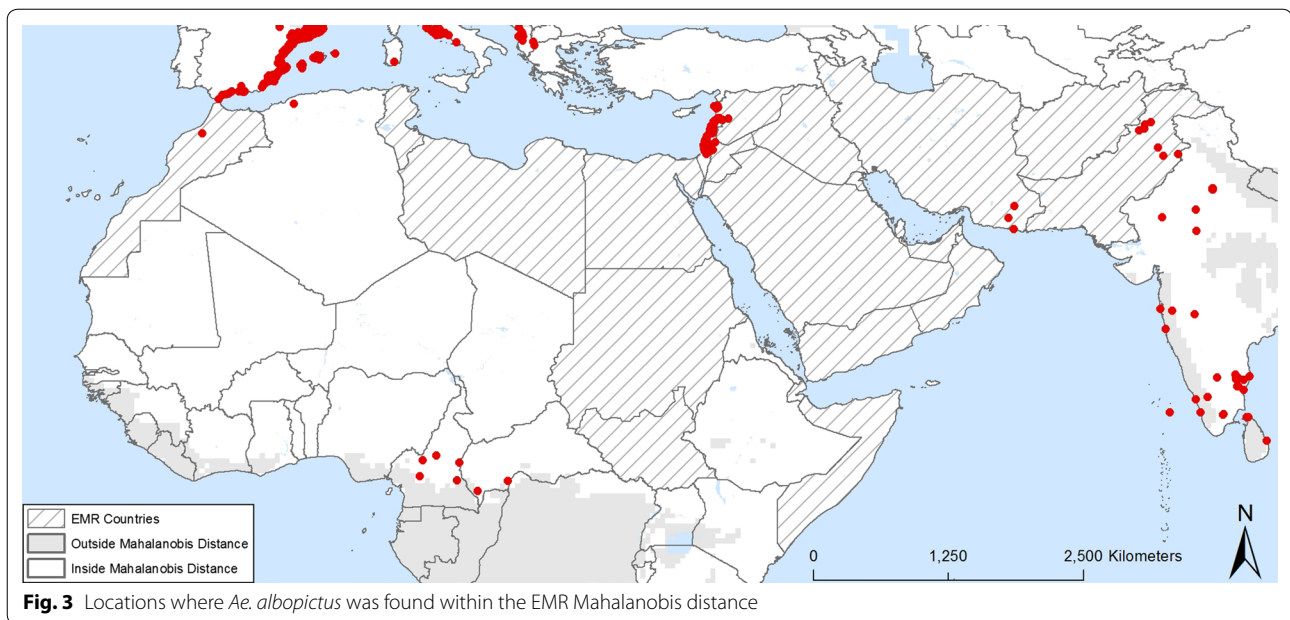 EMR Countries
Outside Mahalanobis Distance
Inside Mahalanobis Distance
N
0 1,250 2,500 Kilometers
Fig. 3 Locations where Ae. albopictus was found within the EMR Mahalanobis distance